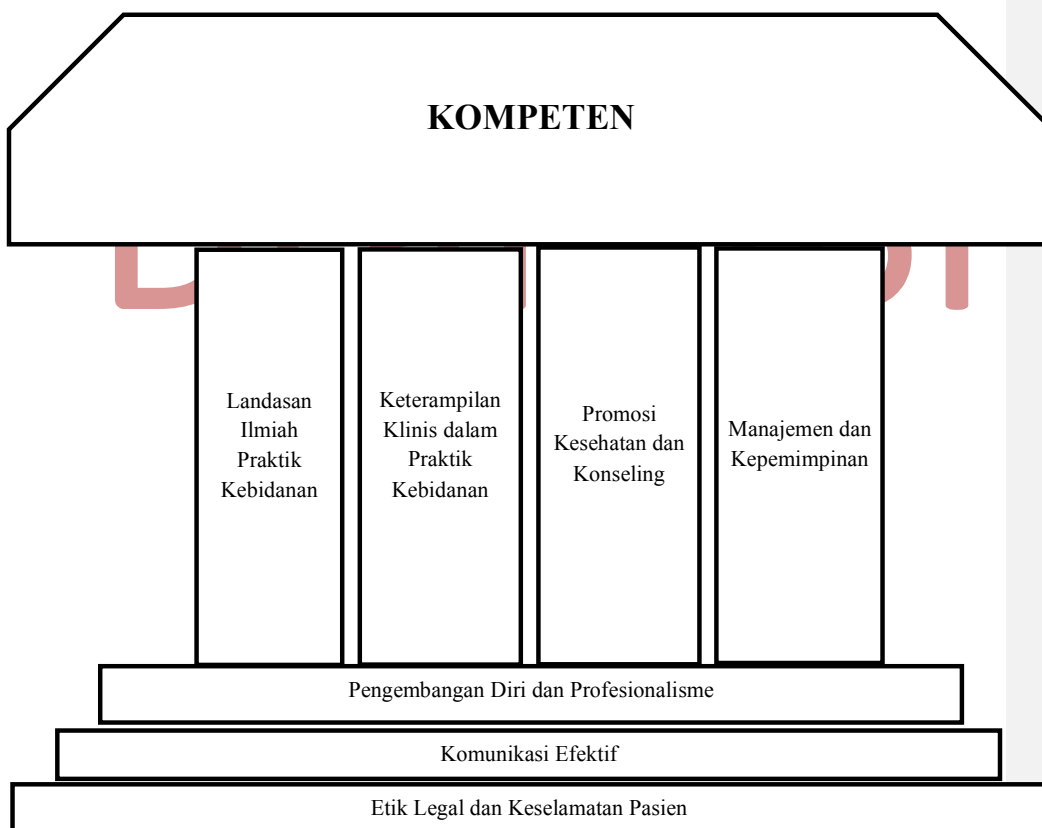 KOMPETEN
Landasan
Ilmiah
Praktik
Kebidanan
Keterampilan
Klinis dalam
Praktik
Kebidanan
Promosi
Kesehatan dan
Konseling
Manajemen dan
Kepemimpinan
Pengembangan Diri dan Profesionalisme
Komunikasi Efektif
Etik Legal dan Keselamatan Pasien